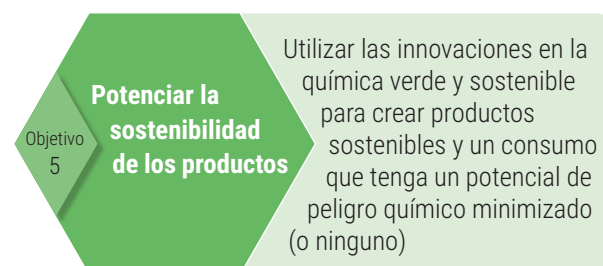 Objetivo
5
Potenciar la
sostenibilidad
de los productos
Utilizar las innovaciones en la
química verde y sostenible
para crear productos
sostenibles y un consumo
que tenga un potencial de
peligro químico minimizado
(o ninguno)